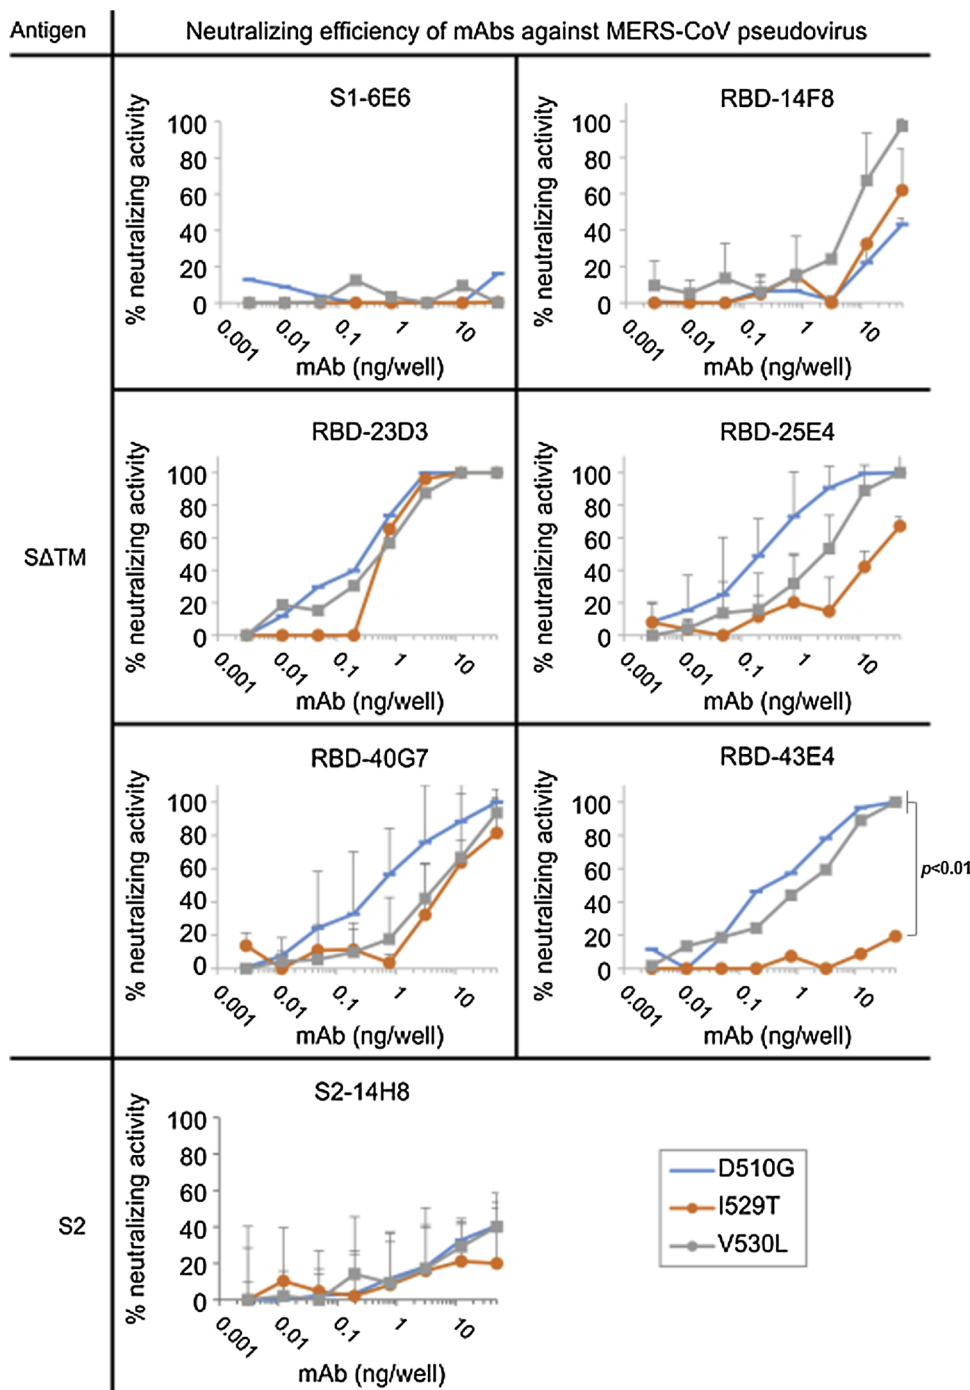 Antigen
Neutralizing efficiency of mAbs against MERS-CoV pseudovirus
S1-6E6
% neutralizing activity
100
80
60
40
20
0
0.001
0.01
0.1
1
10
mAb (ng/well)
RBD-14F8
% neutralizing activity
100
80
60
40
20
0
0.001
0.01
0.1
1
10
mAb (ng/well)
SΔTM
RBD-23D3
% neutralizing activity
100
80
60
40
20
0
0.001
0.01
0.1
1
10
mAb (ng/well)
RBD-25E4
% neutralizing activity
100
80
60
40
20
0
0.001
0.01
0.1
1
10
mAb (ng/well)
RBD-40G7
% neutralizing activity
100
80
60
40
20
0
0.001
0.01
0.1
1
10
mAb (ng/well)
RBD-43E4
% neutralizing activity
100
80
60
40
20
0
0.001
0.01
0.1
1
10
mAb (ng/well)
p<0.01
S2
S2-14H8
% neutralizing activity
100
80
60
40
20
0
0.001
0.01
0.1
1
10
mAb (ng/well)
D510G
I529T
V530L